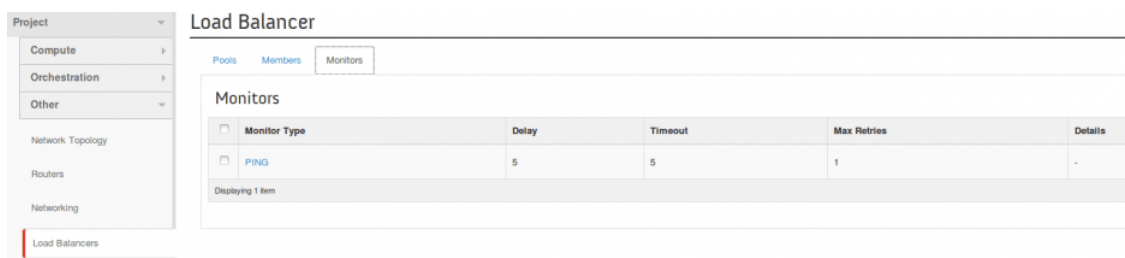 Project
Compute
Orchestration
Other
Network Topology
Routers
Networking
Load Balancers
Load Balancer
Pools Members Monitors
Monitors
Monitor Type Delay Timeout Max Retries Details
PING 5 5 1 -
Displaying 1 item